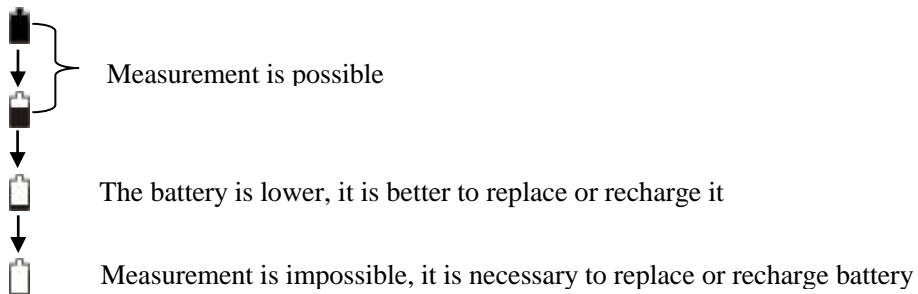 Measurement is possible
The battery is lower, it is better to replace or recharge it
Measurement is impossible, it is necessary to replace or recharge battery